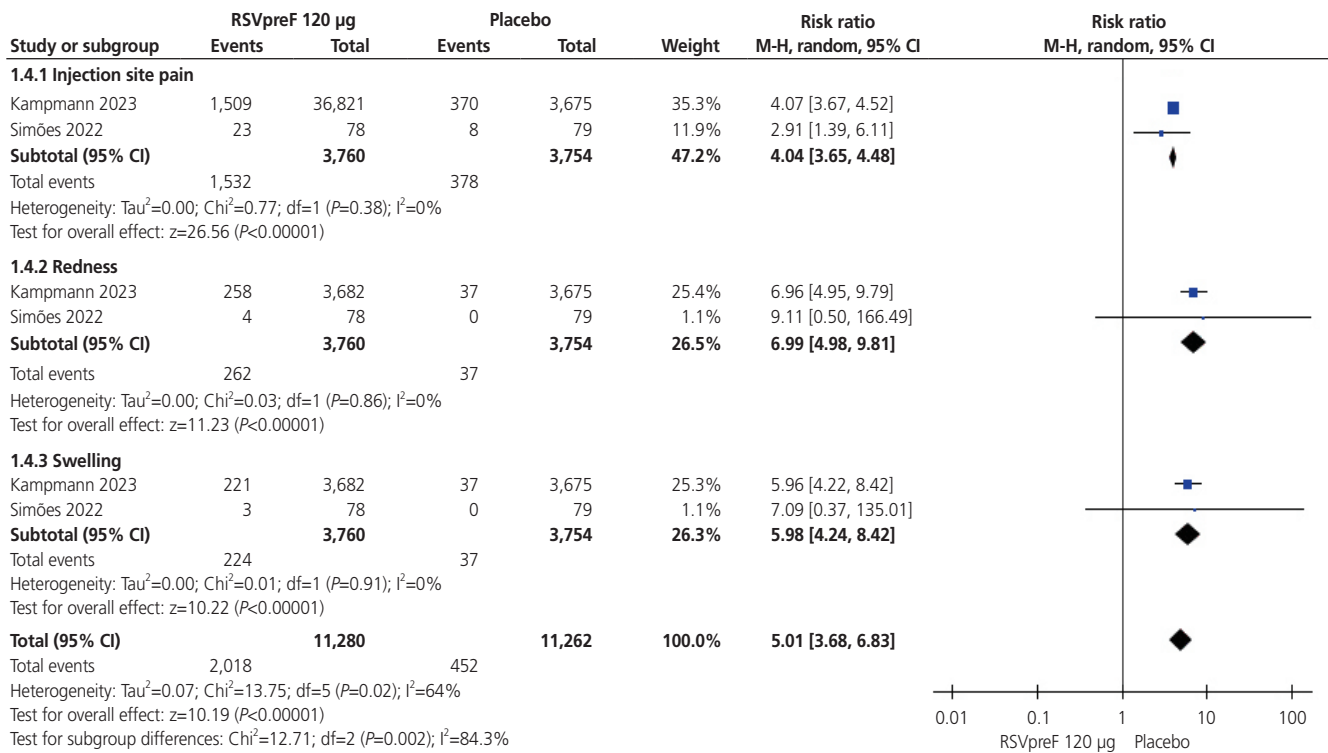 RSVpreF 120 µg Placebo Risk ratio Risk ratio
Study or subgroup Events Total Events Total Weight M-H, random, 95% CI M-H, random, 95% CI
1.4.1 Injection site pain
Kampmann 2023 1,509 36,821 370 3,675 35.3% 4.07 [3.67, 4.52]
Simões 2022 23 78 8 79 11.9% 2.91 [1.39, 6.11]
Subtotal (95% CI) 3,760 3,754 47.2% 4.04 [3.65, 4.48]
Total events 1,532 378
Heterogeneity: Tau²=0.00; Chi²=0.77; df=1 (P=0.38); I²=0%
Test for overall effect: z=26.56 (P<0.00001)
1.4.2 Redness
Kampmann 2023 258 3,682 37 3,675 25.4% 6.96 [4.95, 9.79]
Simões 2022 4 78 0 79 1.1% 9.11 [0.50, 166.49]
Subtotal (95% CI) 3,760 3,754 26.5% 6.99 [4.98, 9.81]
Total events 262 37
Heterogeneity: Tau²=0.00; Chi²=0.03; df=1 (P=0.86); I²=0%
Test for overall effect: z=11.23 (P<0.00001)
1.4.3 Swelling
Kampmann 2023 221 3,682 37 3,675 25.3% 5.96 [4.22, 8.42]
Simões 2022 3 78 0 79 1.1% 7.09 [0.37, 135.01]
Subtotal (95% CI) 3,760 3,754 26.3% 5.98 [4.24, 8.42]
Total events 224 37
Heterogeneity: Tau²=0.00; Chi²=0.01; df=1 (P=0.91); I²=0%
Test for overall effect: z=10.22 (P<0.00001)
Total (95% CI) 11,280 11,262 100.0% 5.01 [3.68, 6.83]
Total events 2,018 452
Heterogeneity: Tau²=0.07; Chi²=13.75; df=5 (P=0.02); I²=64%
Test for overall effect: z=10.19 (P<0.00001)
Test for subgroup differences: Chi²=12.71; df=2 (P=0.002); I²=84.3%
0.01 0.1 1 10 100
RSVpreF 120 µg Placebo